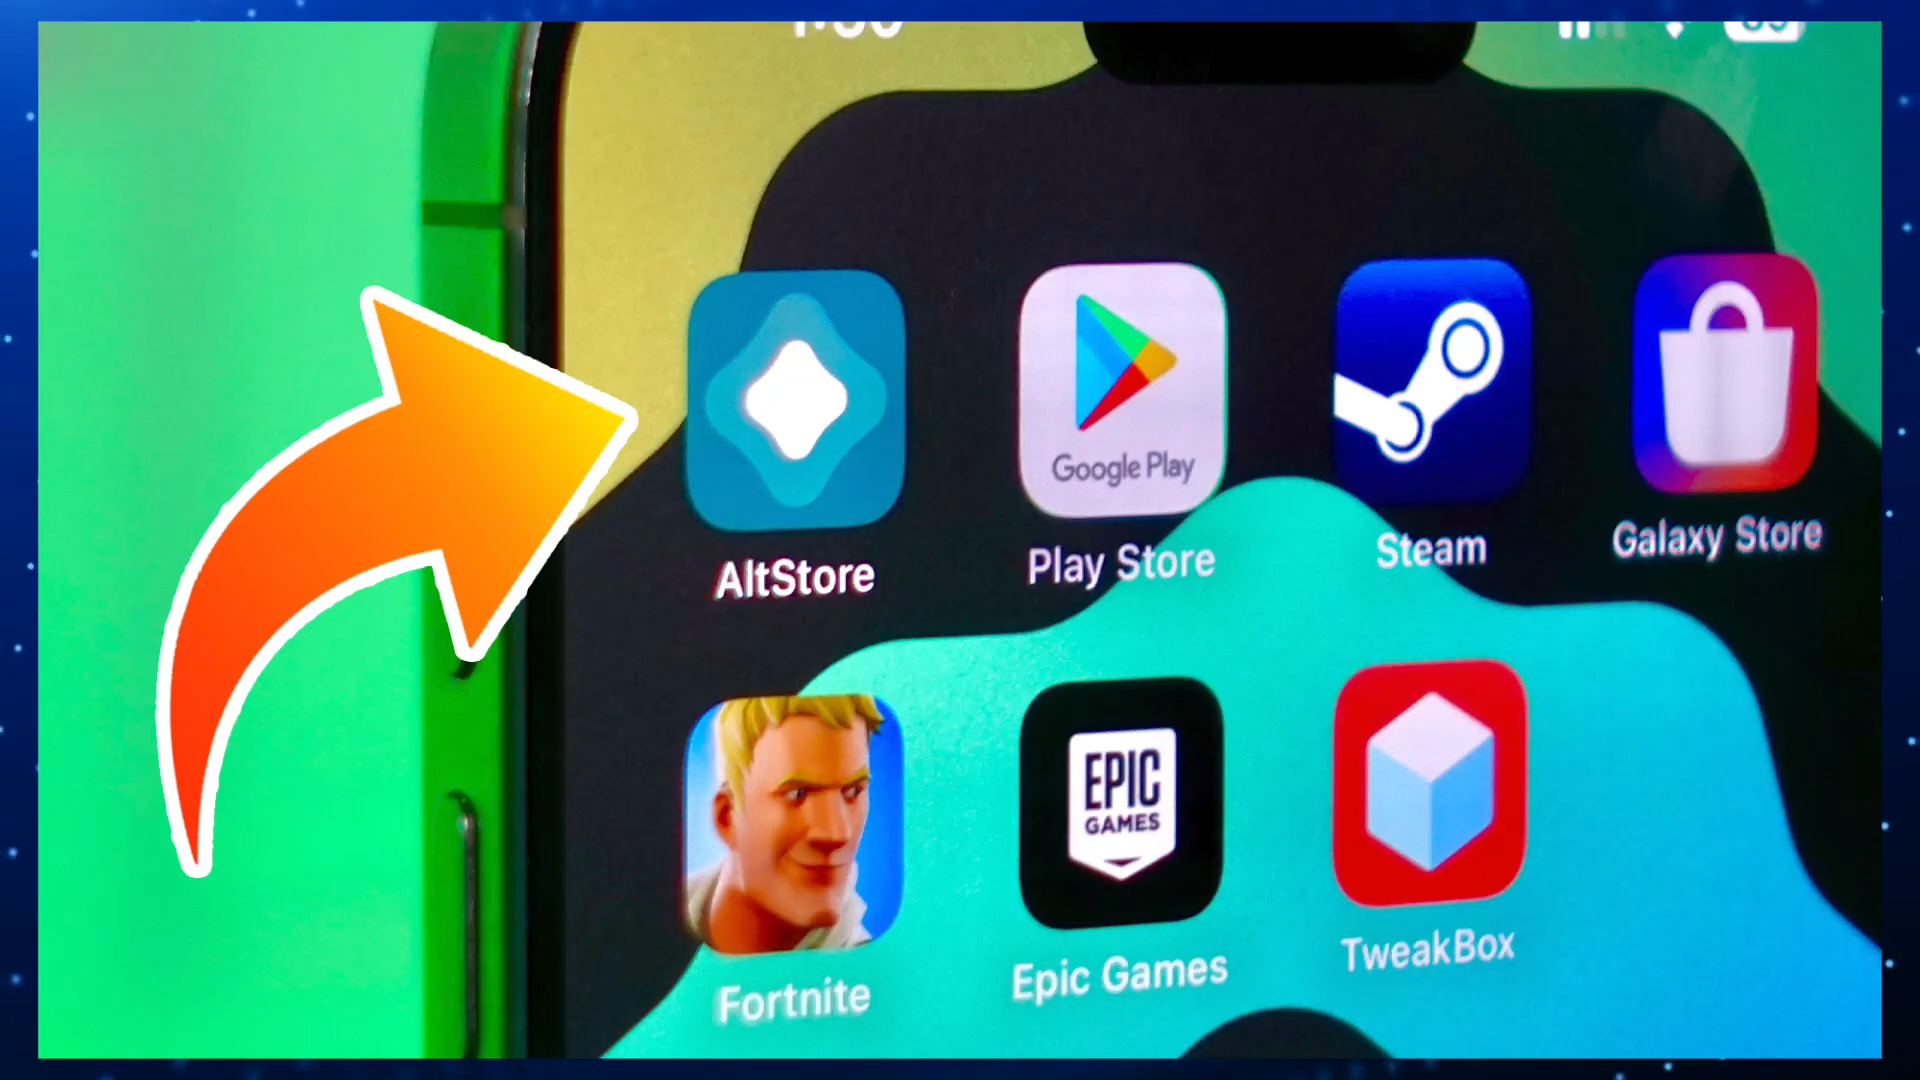 Google Play
AltStore
Play Store
Steam
Galaxy Store
EPIC
GAMES
Fortnite
Epic Games
TweakBox